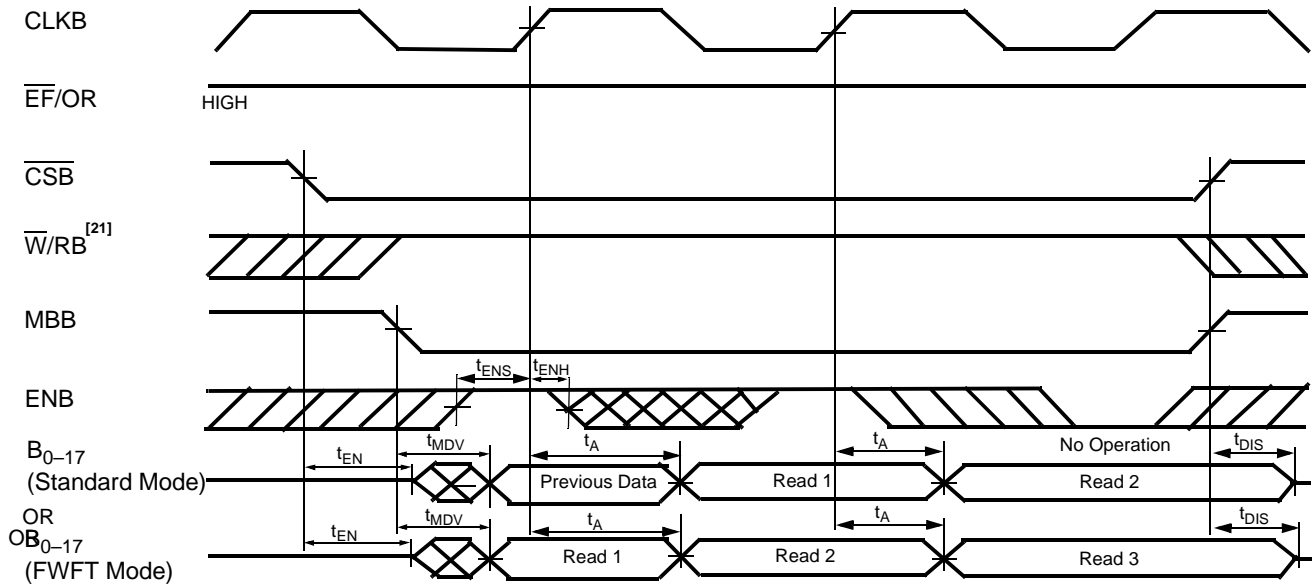 CLKB
EF/OR
HIGH
CSB
W/RB[21]
MBB
tENS
tENH
ENB
tMDV
tA
tA
No Operation
tDIS
B0–17
tEN
(Standard Mode)
Previous Data
Read 1
Read 2
OR
tMDV
tA
tA
tDIS
OR
B0–17
tEN
(FWFT Mode)
Read 1
Read 2
Read 3